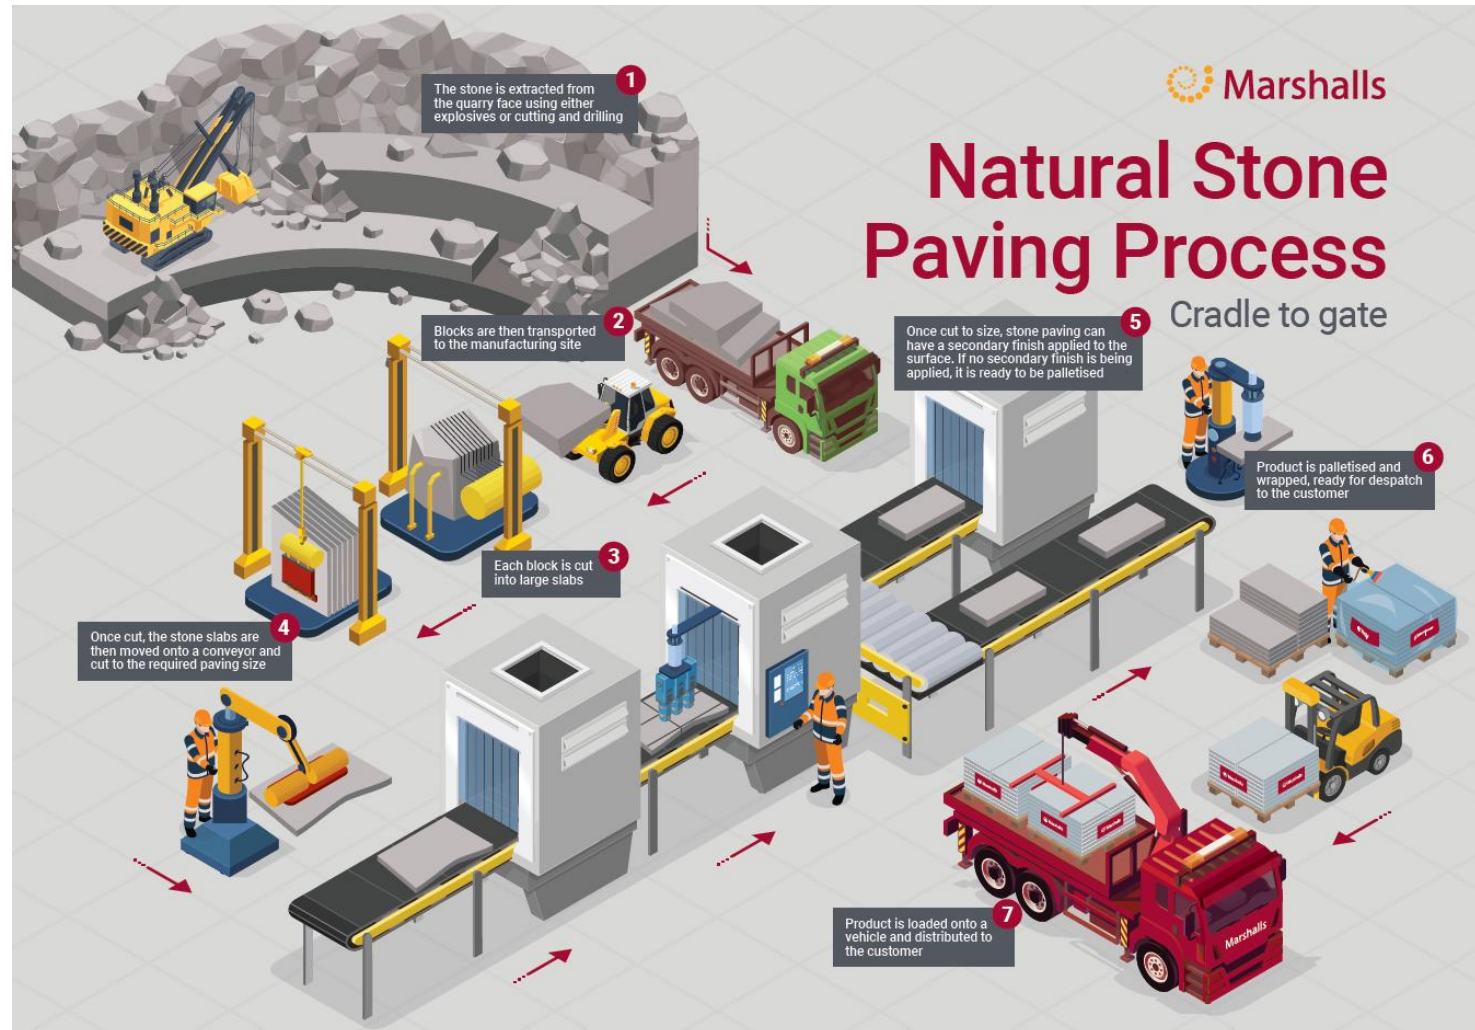 Marshalls
Natural Stone
Paving Process
Cradle to gate
1
The stone is extracted from
the quarry face using either
explosives or cutting and drilling
2
Blocks are then transported
to the manufacturing site
3
Each block is cut
into large slabs
4
Once cut, the stone slabs are
then moved onto a conveyor and
cut to the required paving size
5
Once cut to size, stone paving can
have a secondary finish applied to the
surface. If no secondary finish is being
applied, it is ready to be palletised
6
Product is palletised and
wrapped, ready for despatch
to the customer
7
Product is loaded onto a
vehicle and distributed to
the customer
Marshalls
Marshalls
Marshalls
Marshalls
Marshalls
Marshalls